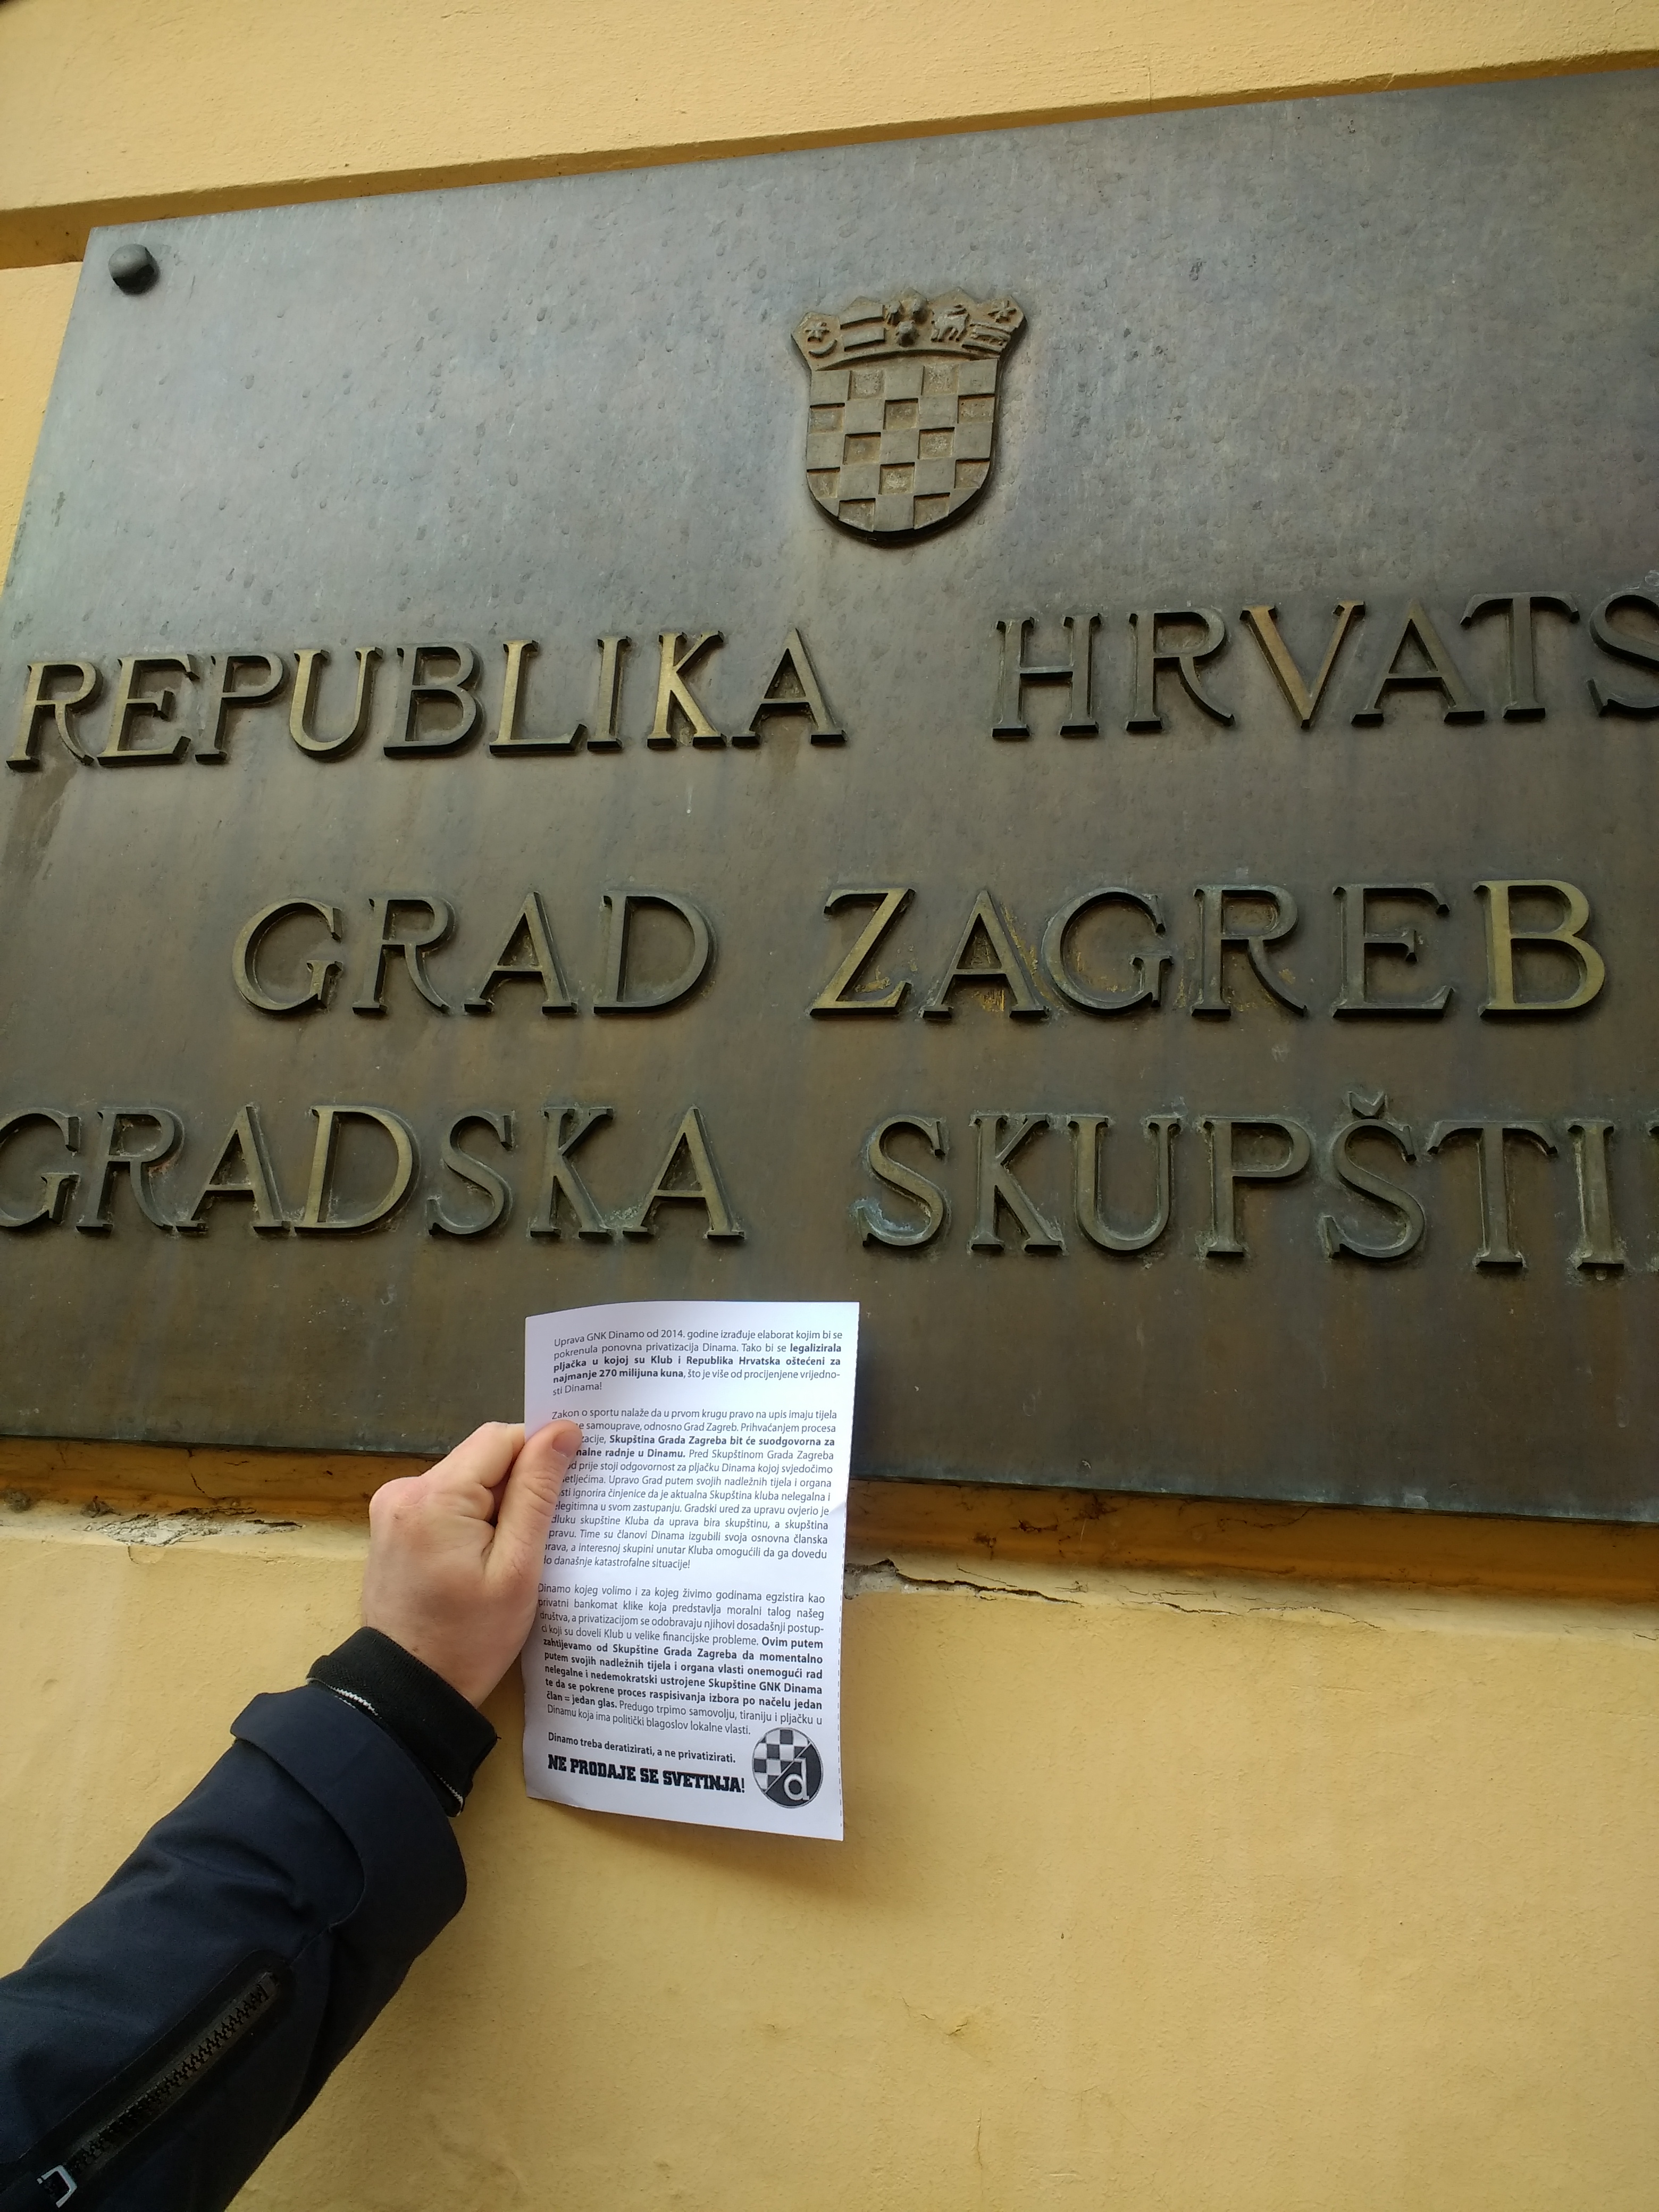 REPUBLIKA HRVATS
GRAD ZAGREB
GRADSKA SKUPŠTI
Uprava GNK Dinamo od 2014. godine izrađuje elaborat kojim bi se
pokrenula ponovna privatizacija Dinama. Tako bi se legalizirala
pljačka u kojoj su Klub i Republika Hrvatska oštećeni za
najmanje 270 milijuna kuna, što je više od procijenjene vrijedno-
sti Dinama!
Zakon o sportu nalaže da u prvom krugu pravo na upis imaju tijela
ne samouprave, odnosno Grad Zagreb. Prihvaćanjem procesa
zacije, Skupština Grada Zagreba bit će suodgovorna za
nalne radnje u Dinamu. Pred Skupštinom Grada Zagreba
od prije stoji odgovornost za pljačku Dinama kojoj svjedočimo
etljećima. Upravo Grad putem svojih nadležnih tijela i organa
sti ignorira činjenice da je aktualna Skupština kluba nelegalna i
elegitimna u svom zastupanju. Gradski ured za upravu ovjerio je
dluku skupštine Kluba da uprava bira skupštinu, a skupština
pravu. Time su članovi Dinama izgubili svoja osnovna članska
rava, a interesnoj skupini unutar Kluba omogućili da ga dovedu
do današnje katastrofalne situacije!
Dinamo kojeg volimo i za kojeg živimo godinama egzistira kao
privatni bankomat klike koja predstavlja moralni talog našeg
društva, a privatizacijom se odobravaju njihovi dosadašnji postup-
ci koji su doveli Klub u velike financijske probleme. Ovim putem
zahtijevamo od Skupštine Grada Zagreba da momentalno
putem svojih nadležnih tijela i organa vlasti onemogući rad
nelegalne i nedemokratski ustrojene Skupštine GNK Dinama
te da se pokrene proces raspisivanja izbora po načelu jedan
član = jedan glas. Predugo trpimo samovolju, tiraniju i pljačku u
Dinamu koja ima politički blagoslov lokalne vlasti.
Dinamo treba deratizirati, a ne privatizirati.
NE PRODAJE SE SVETINJA!
d